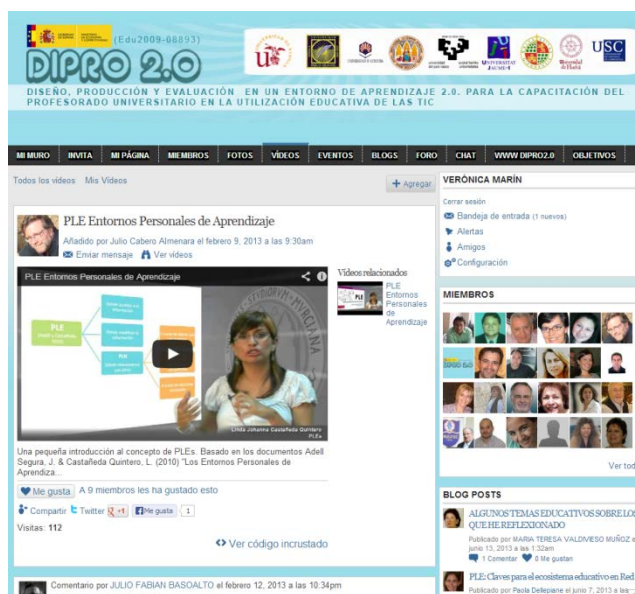 (Edu2009-08893)
DIPRO 2.0
USC
UNIVERSITAT
JAUME·I
DISEÑO, PRODUCCIÓN Y EVALUACIÓN EN UN ENTORNO DE APRENDIZAJE 2.0. PARA LA CAPACITACIÓN DEL
PROFESORADO UNIVERSITARIO EN LA UTILIZACIÓN EDUCATIVA DE LAS TIC
MI MURO INVITA MI PÁGINA MIEMBROS FOTOS VÍDEOS EVENTOS BLOGS FORO CHAT WWW DIPRO2.0 OBJETIVOS
Todos los vídeos Mis Vídeos
+ Agregar
PLE Entornos Personales de Aprendizaje
Añadido por Julio Cabero Almenara el febrero 9, 2013 a las 9:30am
Enviar mensaje Ver vídeos
PLE Entornos Personales de Aprendizaje
PLE
PLE
Linda Johanna Castañeda Quintero
PLEs
Vídeos relacionados
PLE
Entornos
Personales
de
Aprendizaje
Una pequeña introducción al concepto de PLEs. Basado en los documentos Adell
Segura, J. & Castañeda Quintero, L. (2010) "Los Entornos Personales de
Aprendiza...
Me gusta A 9 miembros les ha gustado esto
Compartir Twitter +1 Me gusta 1
Visitas: 112
Ver código incrustado
Comentario por JULIO FABIAN BASOALTO el febrero 12, 2013 a las 10:34pm
VERÓNICA MARÍN
Cerrar sesión
Bandeja de entrada (1 nuevos)
Alertas
Amigos
Configuración
MIEMBROS
Ver tod
BLOG POSTS
ALGUNOS TEMAS EDUCATIVOS SOBRE LOS
QUE HE REFLEXIONADO
Publicado por MARIA TERESA VALDIVIESO MUÑOZ e
junio 13, 2013 a las 1:32am
1 Comentar 0 Me gustan
PLE: Claves para el ecosistema educativo en Red
Publicado por Paola Dellepiane el junio 7, 2013 a las